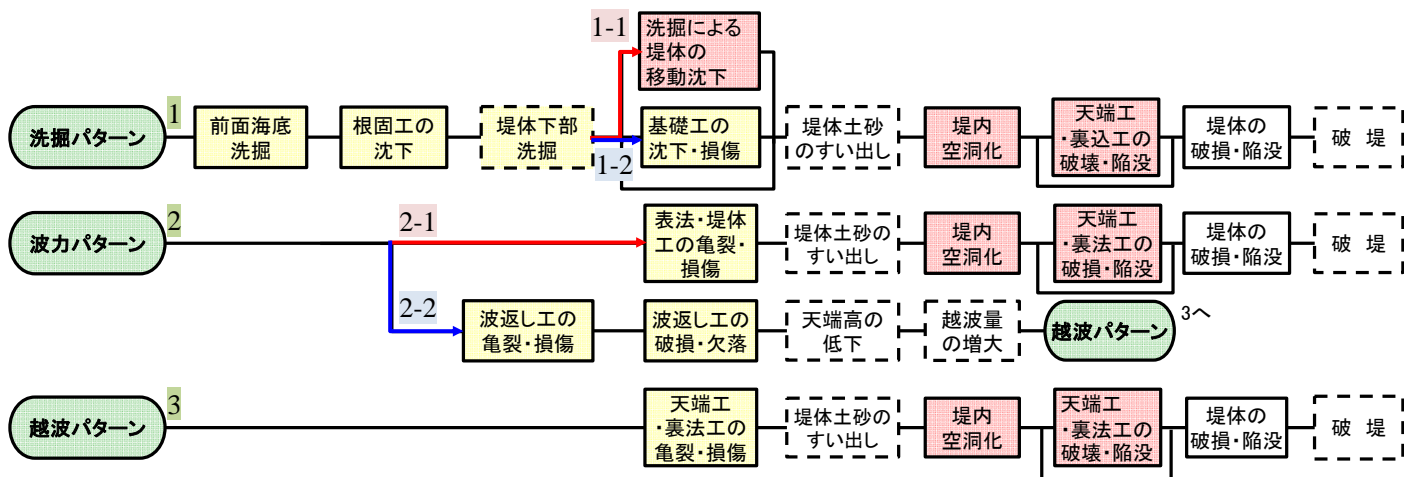 1-1
洗掘による
堤体の
移動沈下
洗掘パターン
1
前面海底
洗掘
根固工の
沈下
堤体下部
洗掘
1-2
基礎工の
沈下・損傷
堤体土砂
のすい出し
堤内
空洞化
天端工
・裏込工の
破壊・陥没
堤体の
破損・陥没
破 堤
波力パターン
2
2-1
表法・堤体
工の亀裂・
損傷
堤体土砂の
すい出し
堤内
空洞化
天端工
・裏法工の
破損・陥没
堤体の
破損・陥没
破 堤
2-2
波返し工の
亀裂・損傷
波返し工の
破損・欠落
天端高の
低下
越波量
の増大
越波パターン
3へ
越波パターン
3
天端工
・裏法工の
亀裂・損傷
堤体土砂の
すい出し
堤内
空洞化
天端工
・裏法工の
破壊・陥没
堤体の
破損・陥没
破 堤